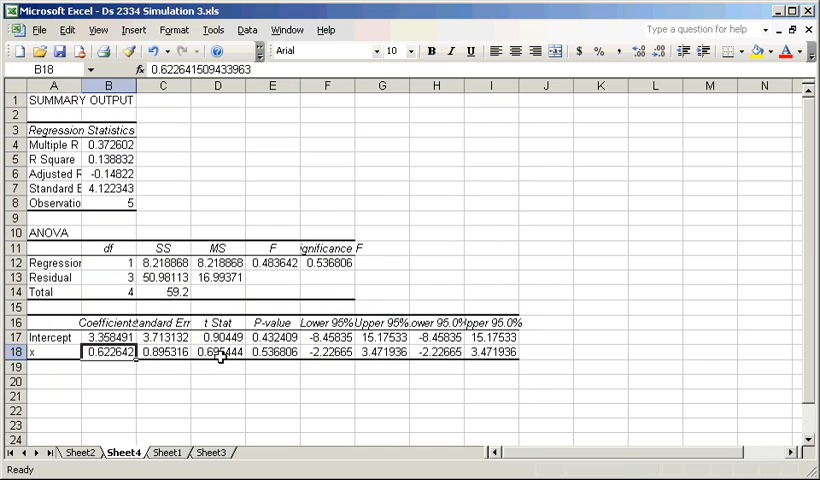 Microsoft Excel - Ds 2334 Simulation 3.xls
File Edit View Insert Format Tools Data Window Help Type a question for help
Arial 10 B I U $ % ,
B18 fx 0.622641509433963
A B C D E F G H I J K L M N
1 SUMMARY OUTPUT
2
3 Regression Statistics
4 Multiple R 0.372602
5 R Square 0.138832
6 Adjusted R -0.14822
7 Standard E 4.122343
8 Observatio 5
9
10 ANOVA
11 df SS MS F ignificance F
12 Regression 1 8.218868 8.218868 0.483642 0.536806
13 Residual 3 50.98113 16.99371
14 Total 4 59.2
15
16 Coefficients tandard Err t Stat P-value Lower 95% Upper 95% ower 95.0% pper 95.0%
17 Intercept 3.358491 3.713132 0.90449 0.432409 -8.45835 15.17533 -8.45835 15.17533
18 x 0.622642 0.895316 0.695444 0.536806 -2.22665 3.471936 -2.22665 3.471936
19
20
21
22
23
24
Sheet2 Sheet4 Sheet1 Sheet3
Ready